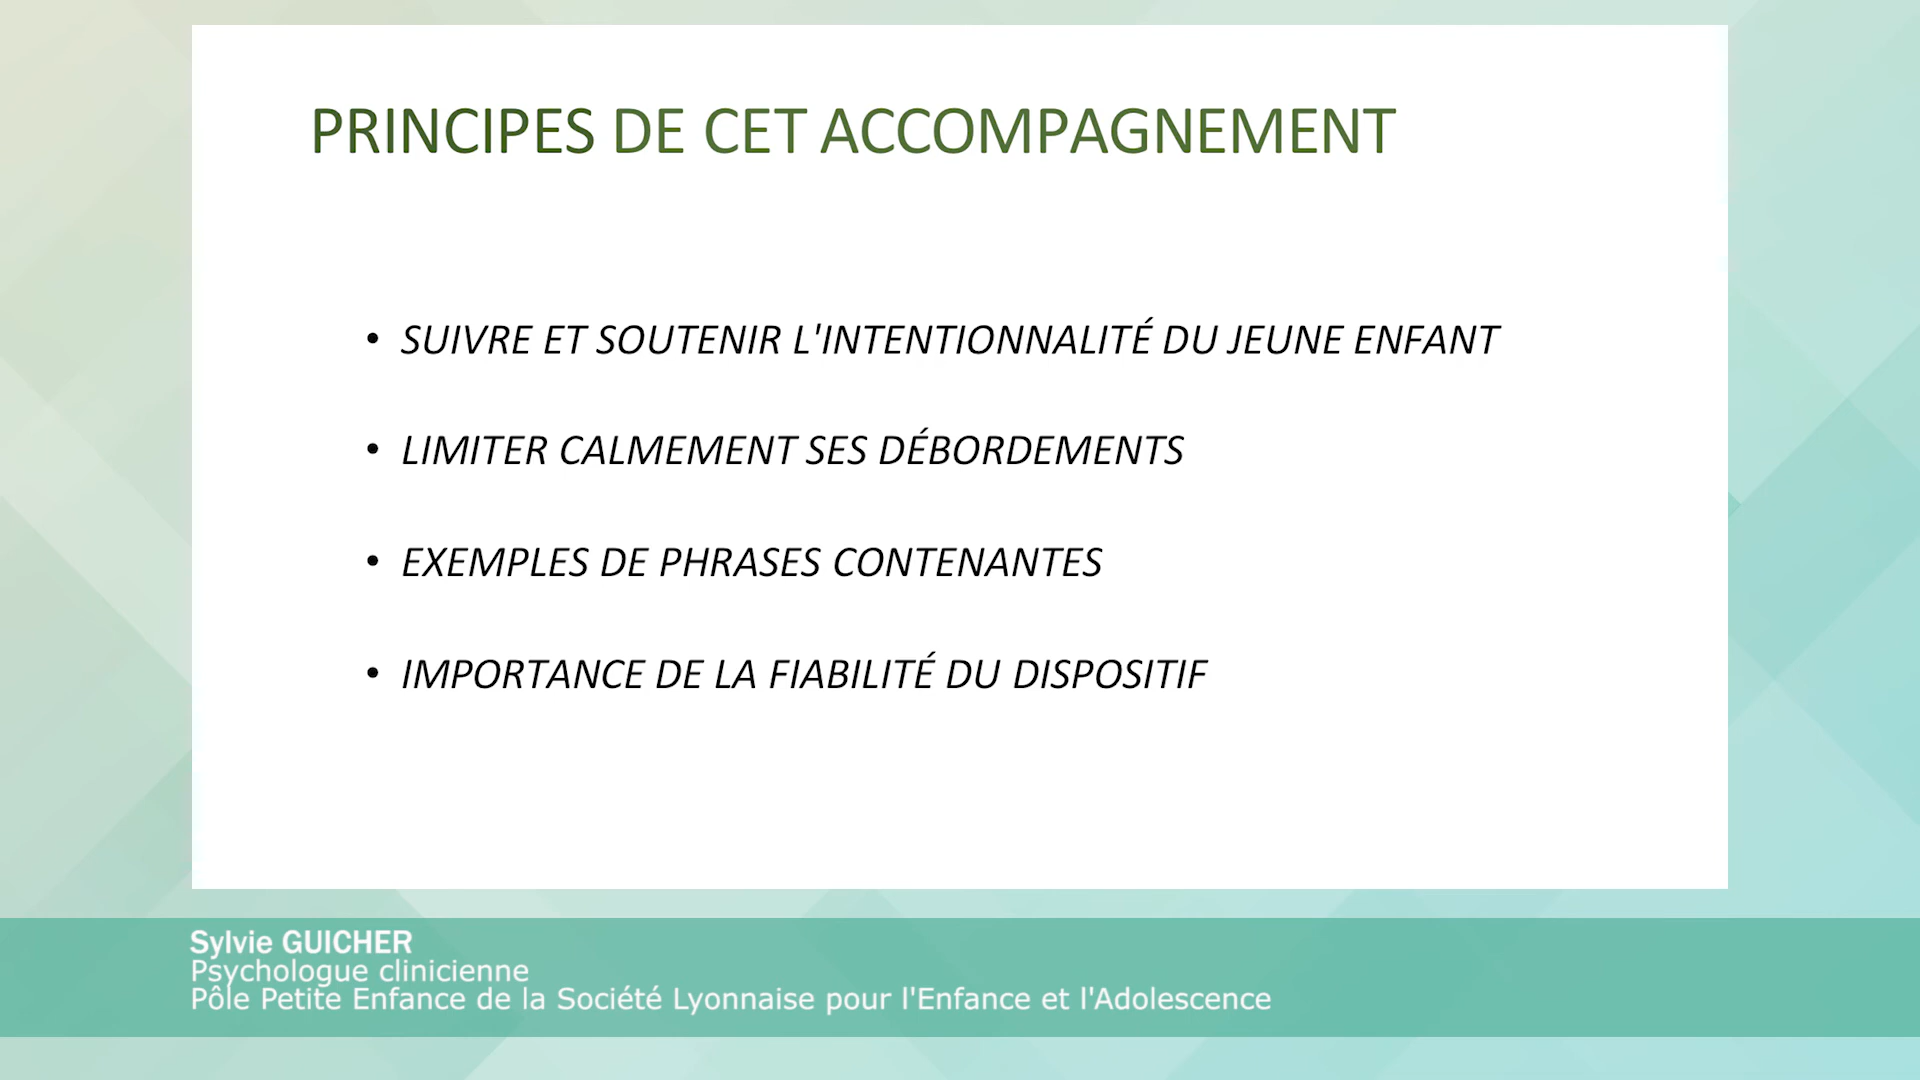 PRINCIPES DE CET ACCOMPAGNEMENT
• SUIVRE ET SOUTENIR L'INTENTIONNALITÉ DU JEUNE ENFANT
• LIMITER CALMEMENT SES DÉBORDEMENTS
• EXEMPLES DE PHRASES CONTENANTES
• IMPORTANCE DE LA FIABILITÉ DU DISPOSITIF
Sylvie GUICHER
Psychologue clinicienne
Pôle Petite Enfance de la Société Lyonnaise pour l'Enfance et l'Adolescence